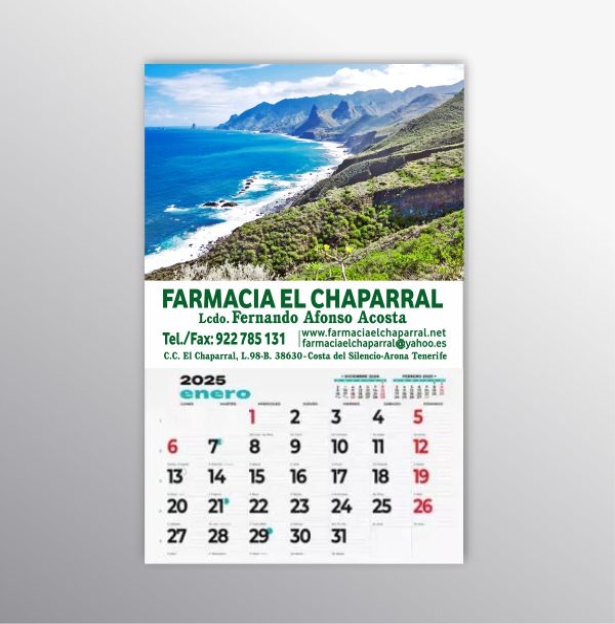 FARMACIA EL CHAPARRAL
Lcdo. Fernando Afonso Acosta
Tel./Fax: 922 785 131
www.farmaciaelchaparral.net
farmaciaelchaparral@yahoo.es
C.C. El Chaparral, L.98-B. 38630-Costa del Silencio-Arona Tenerife
2025
enero
1 2 3 4 5
6 7 8 9 10 11 12
13 14 15 16 17 18 19
20 21 22 23 24 25 26
27 28 29 30 31